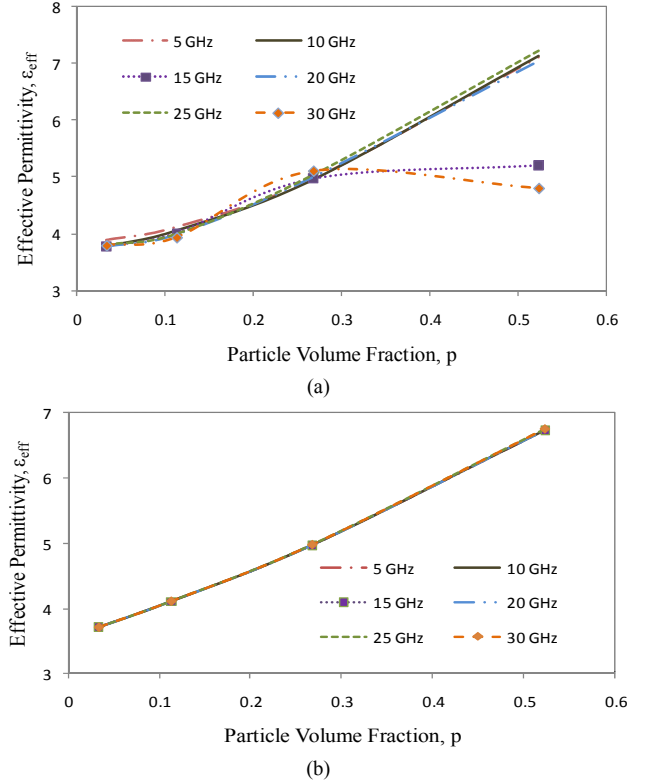 8
7
6
5
4
3
Effective Permittivity, εeff
5 GHz 10 GHz
15 GHz 20 GHz
25 GHz 30 GHz
0 0.1 0.2 0.3 0.4 0.5 0.6
Particle Volume Fraction, p
(a)
7
6
5
4
3
Effective Permittivity, εeff
5 GHz 10 GHz
15 GHz 20 GHz
25 GHz 30 GHz
0 0.1 0.2 0.3 0.4 0.5 0.6
Particle Volume Fraction, p
(b)